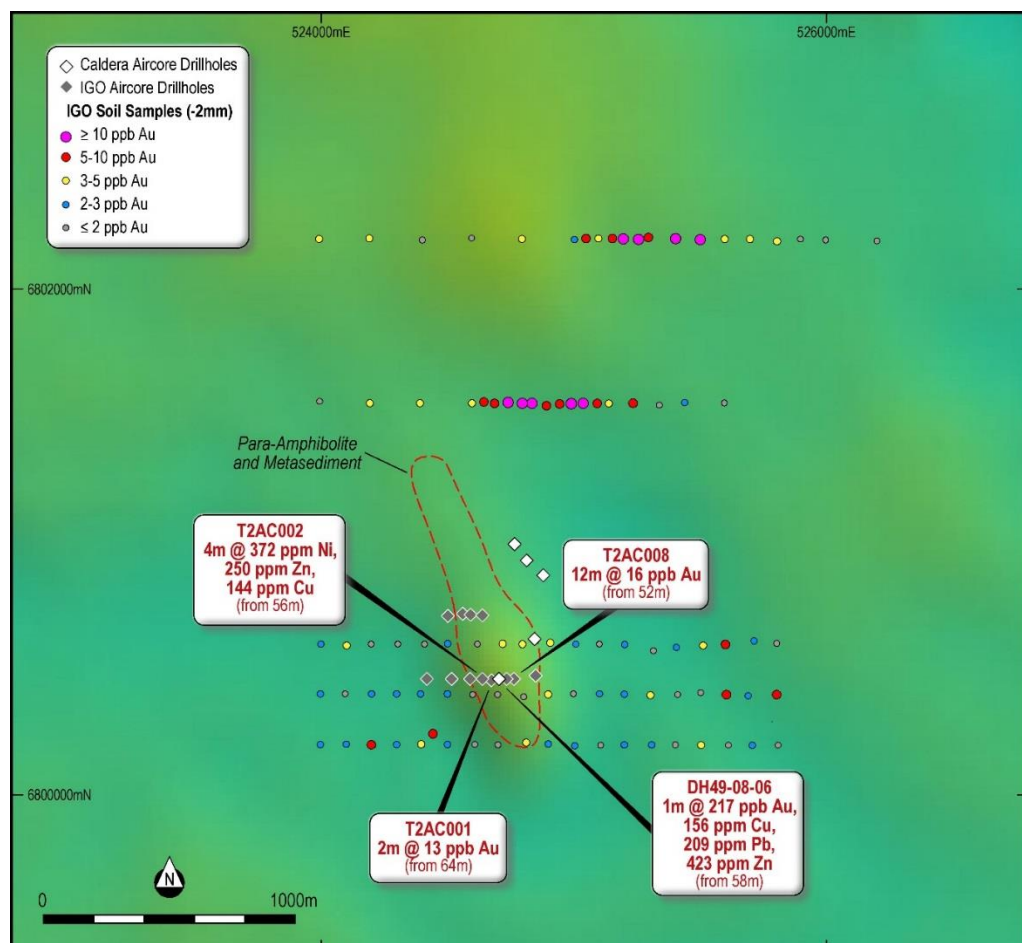 524000mE
526000mE
Caldera Aircore Drillholes
IGO Aircore Drillholes
IGO Soil Samples (-2mm)
≥ 10 ppb Au
5-10 ppb Au
3-5 ppb Au
2-3 ppb Au
≤ 2 ppb Au
6802000mN
Para-Amphibolite
and Metasediment
T2AC002
4m @ 372 ppm Ni,
250 ppm Zn,
144 ppm Cu
(from 56m)
T2AC008
12m @ 16 ppb Au
(from 52m)
6800000mN
T2AC001
2m @ 13 ppb Au
(from 64m)
DH49-08-06
1m @ 217 ppb Au,
156 ppm Cu,
209 ppm Pb,
423 ppm Zn
(from 58m)
N
0
1000m